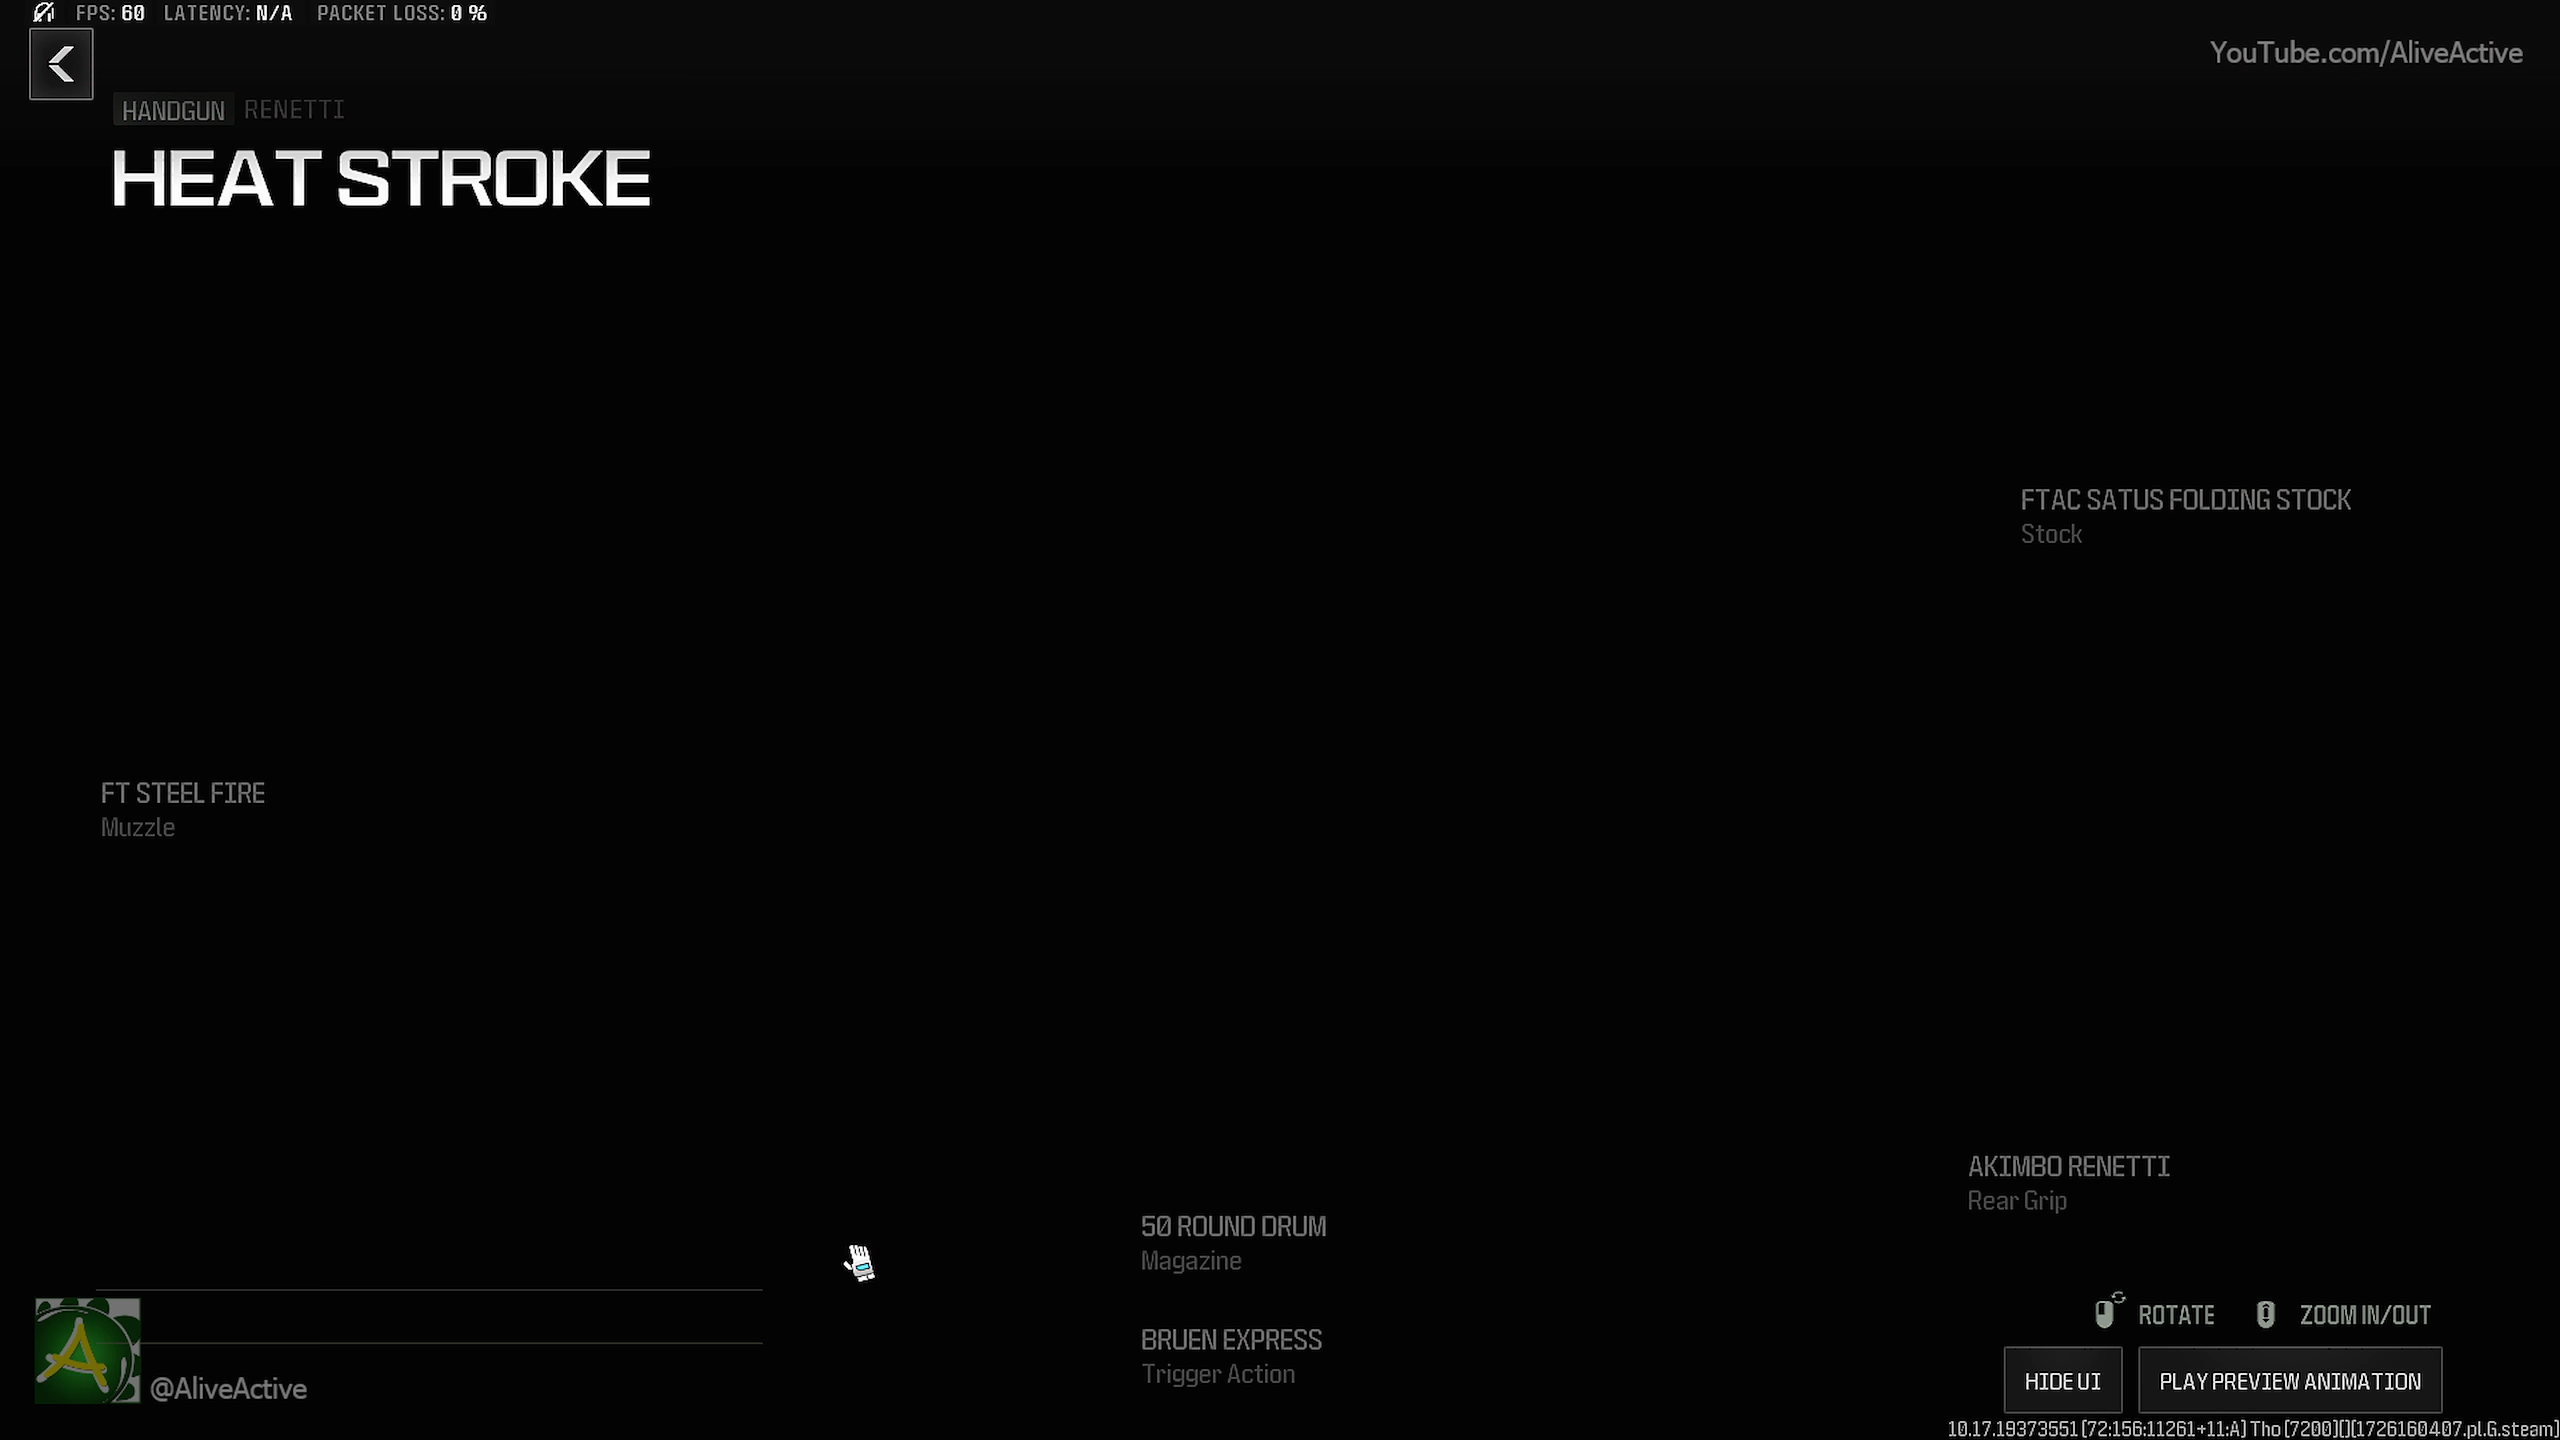 FPS: 60 LATENCY: N/A PACKET LOSS: 0 %
YouTube.com/AliveActive
HANDGUN RENETTI
HEAT STROKE
FTAC SATUS FOLDING STOCK
Stock
FT STEEL FIRE
Muzzle
AKIMBO RENETTI
Rear Grip
50 ROUND DRUM
Magazine
BRUEN EXPRESS
Trigger Action
ROTATE ZOOM IN/OUT
HIDE UI PLAY PREVIEW ANIMATION
@AliveActive
10.17.19373551 [72:156:11261+11:A] Tho [7200][][1726160407.pl.G.steam]